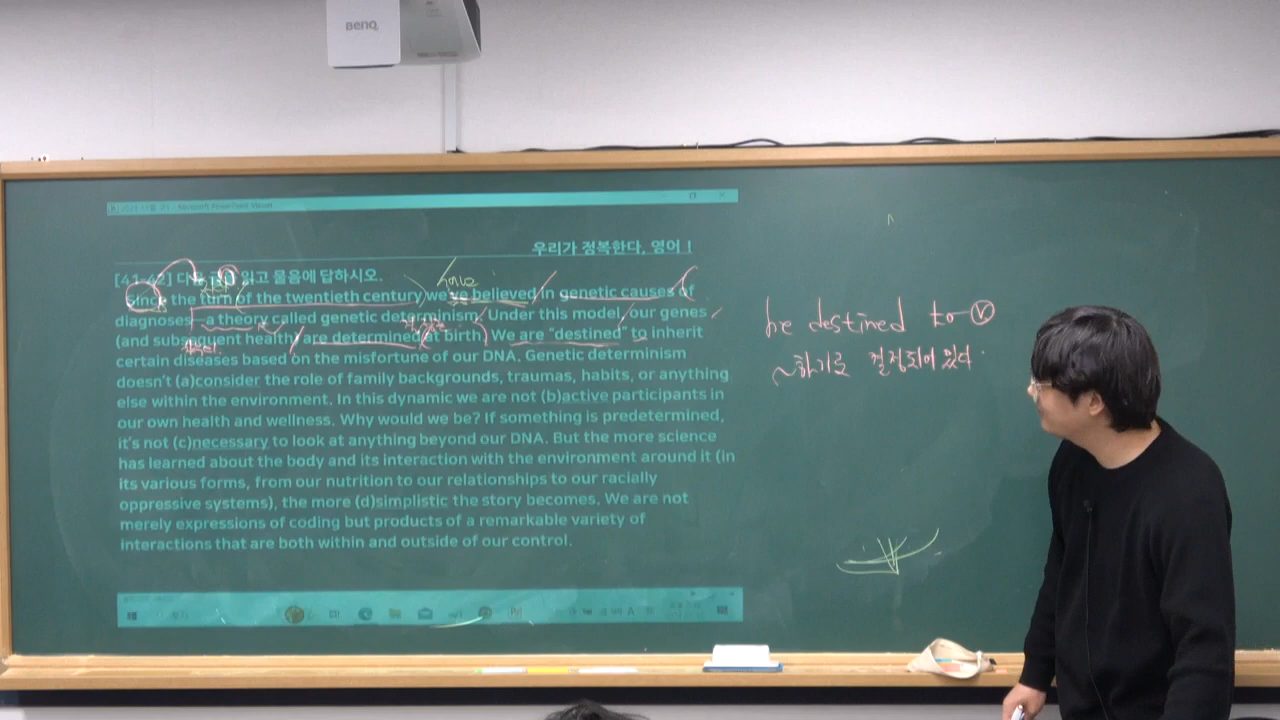 BenQ
Microsoft PowerPoint Viewer
우리가 정복한다, 영어 !
[41-42] 다음 글을 읽고 물음에 답하시오.
Since the turn of the twentieth century we've believed in genetic causes of
diagnoses a theory called genetic determinism. Under this model, our genes
(and subsequent health) are determined at birth. We are "destined" to inherit
certain diseases based on the misfortune of our DNA. Genetic determinism
doesn't (a)consider the role of family backgrounds, traumas, habits, or anything
else within the environment. In this dynamic we are not (b)active participants in
our own health and wellness. Why would we be? If something is predetermined,
it's not (c)necessary to look at anything beyond our DNA. But the more science
has learned about the body and its interaction with the environment around it (in
its various forms, from our nutrition to our relationships to our racially
oppressive systems), the more (d)simplistic the story becomes. We are not
merely expressions of coding but products of a remarkable variety of
interactions that are both within and outside of our control.
be destined to ⓥ
~하기로 결정되어 있다